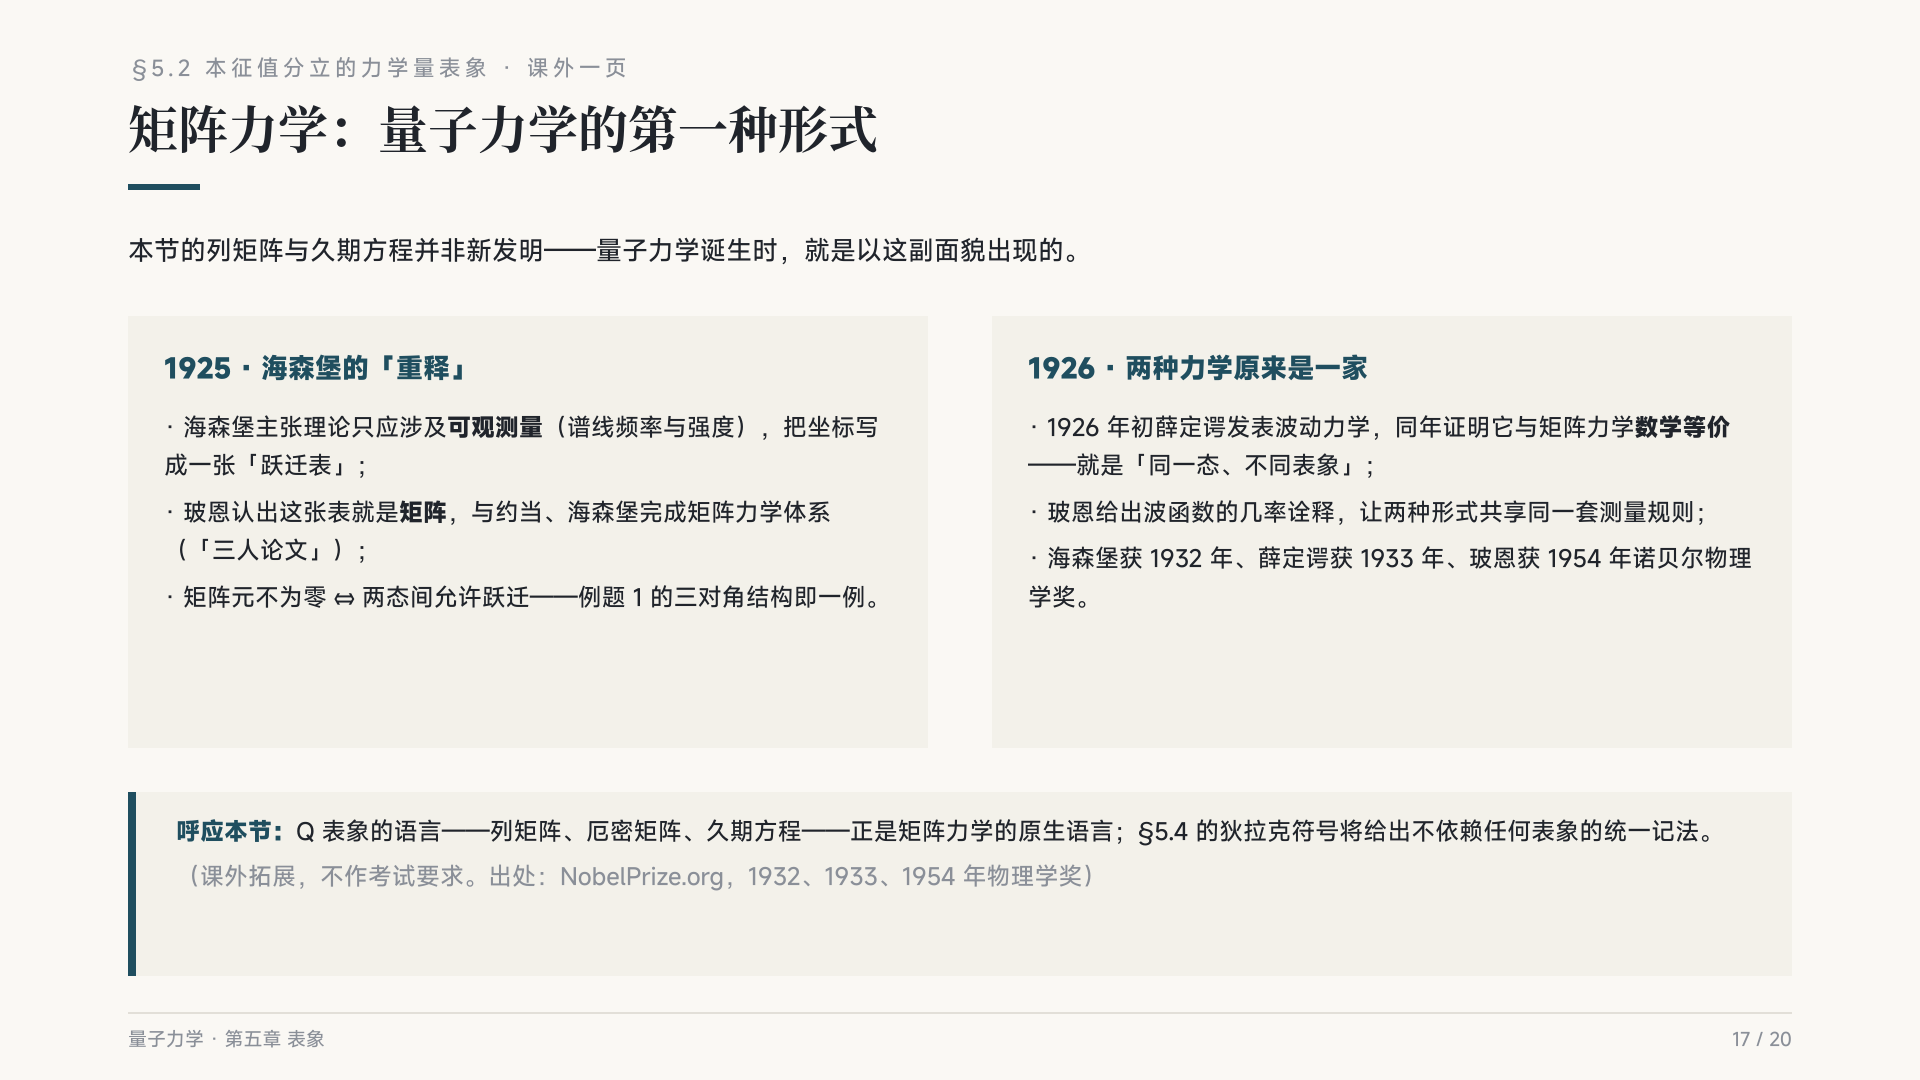 §5.2 本征值分立的力学量表象 · 课外一页
矩阵力学：量子力学的第一种形式
本节的列矩阵与久期方程并非新发明——量子力学诞生时，就是以这副面貌出现的。
1925 · 海森堡的「重释」
· 海森堡主张理论只应涉及可观测量（谱线频率与强度），把坐标写
成一张「跃迁表」；
· 玻恩认出这张表就是矩阵，与约当、海森堡完成矩阵力学体系
（「三人论文」）；
· 矩阵元不为零 ⇔ 两态间允许跃迁——例题 1 的三对角结构即一例。
1926 · 两种力学原来是一家
· 1926 年初薛定谔发表波动力学，同年证明它与矩阵力学数学等价
——就是「同一态、不同表象」；
· 玻恩给出波函数的几率诠释，让两种形式共享同一套测量规则；
· 海森堡获 1932 年、薛定谔获 1933 年、玻恩获 1954 年诺贝尔物理
学奖。
呼应本节：Q 表象的语言——列矩阵、厄密矩阵、久期方程——正是矩阵力学的原生语言；§5.4 的狄拉克符号将给出不依赖任何表象的统一记法。
（课外拓展，不作考试要求。出处：NobelPrize.org，1932、1933、1954 年物理学奖）
量子力学 · 第五章 表象
17 / 20